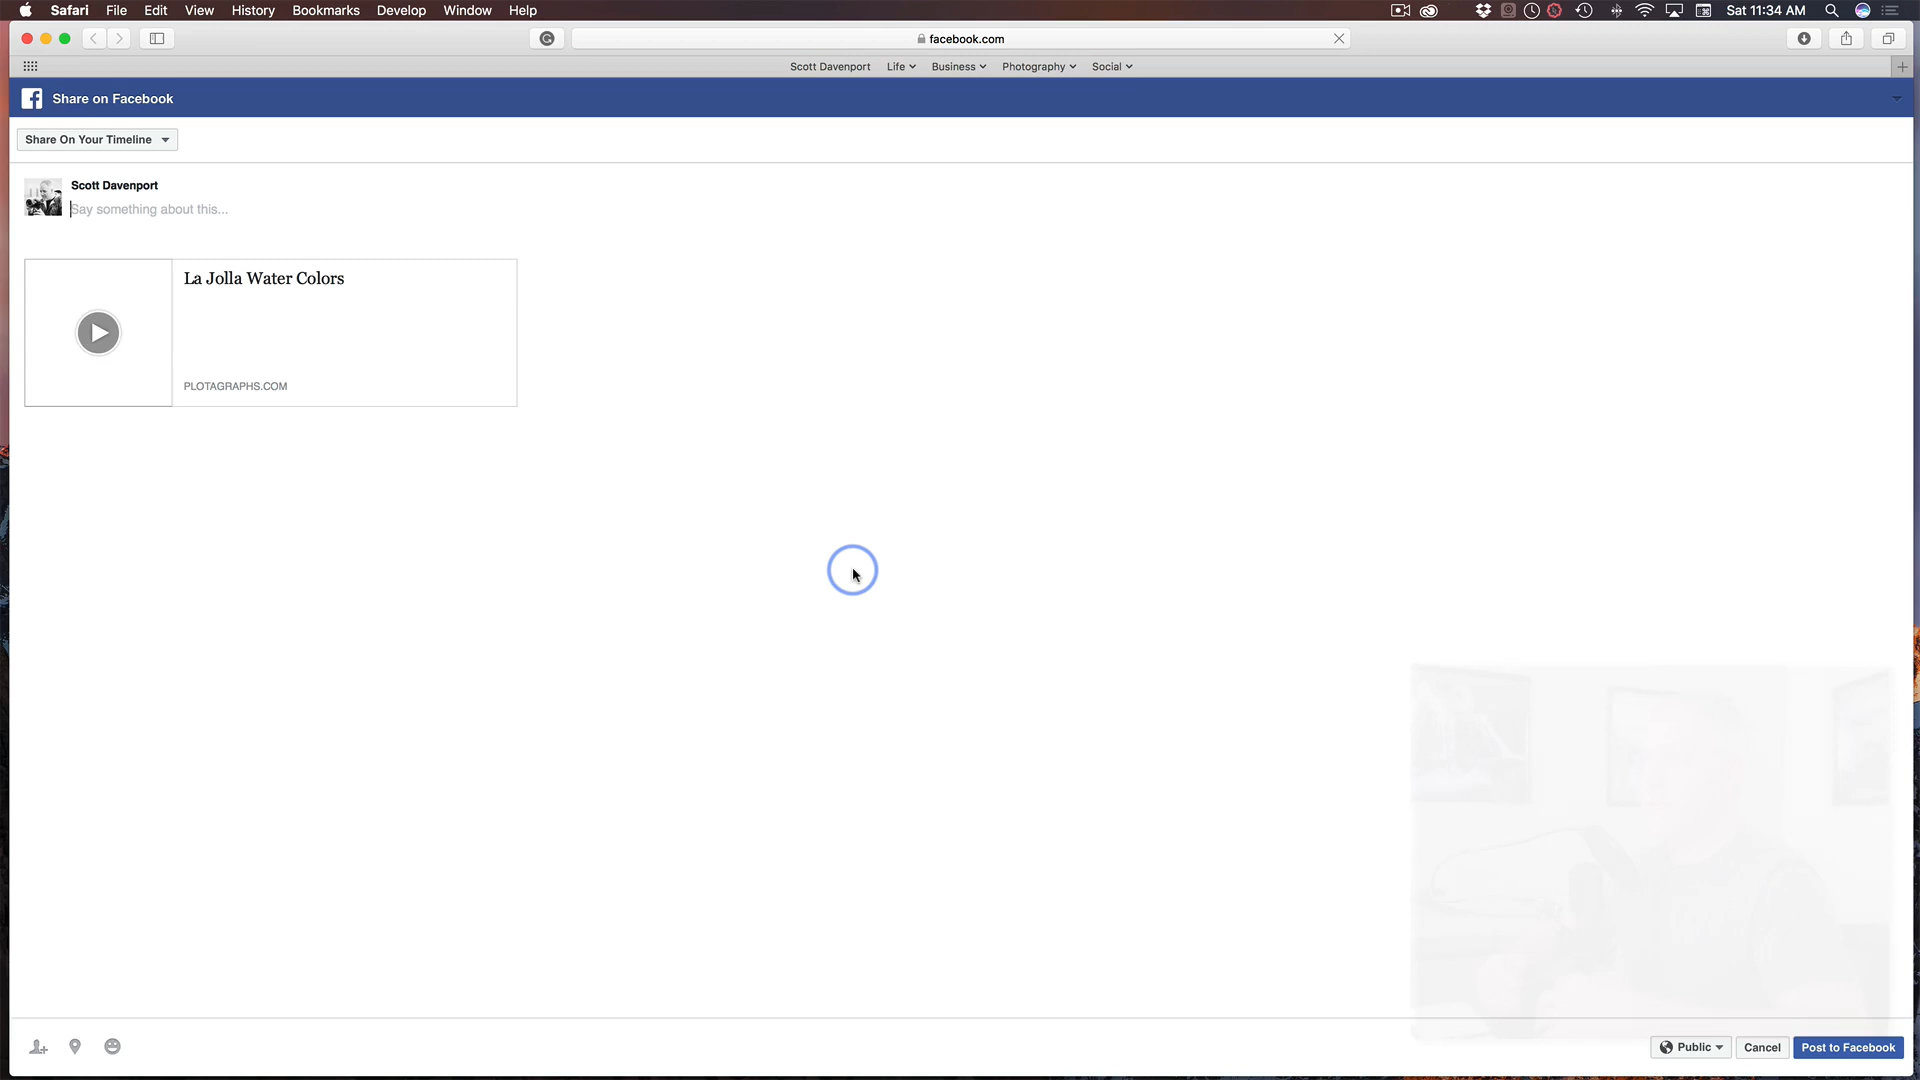 Safari File Edit View History Bookmarks Develop Window Help Sat 11:34 AM
facebook.com
Scott Davenport Life Business Photography Social
Share on Facebook
Share On Your Timeline
Scott Davenport
Say something about this...
La Jolla Water Colors
PLOTAGRAPHS.COM
Public Cancel Post to Facebook